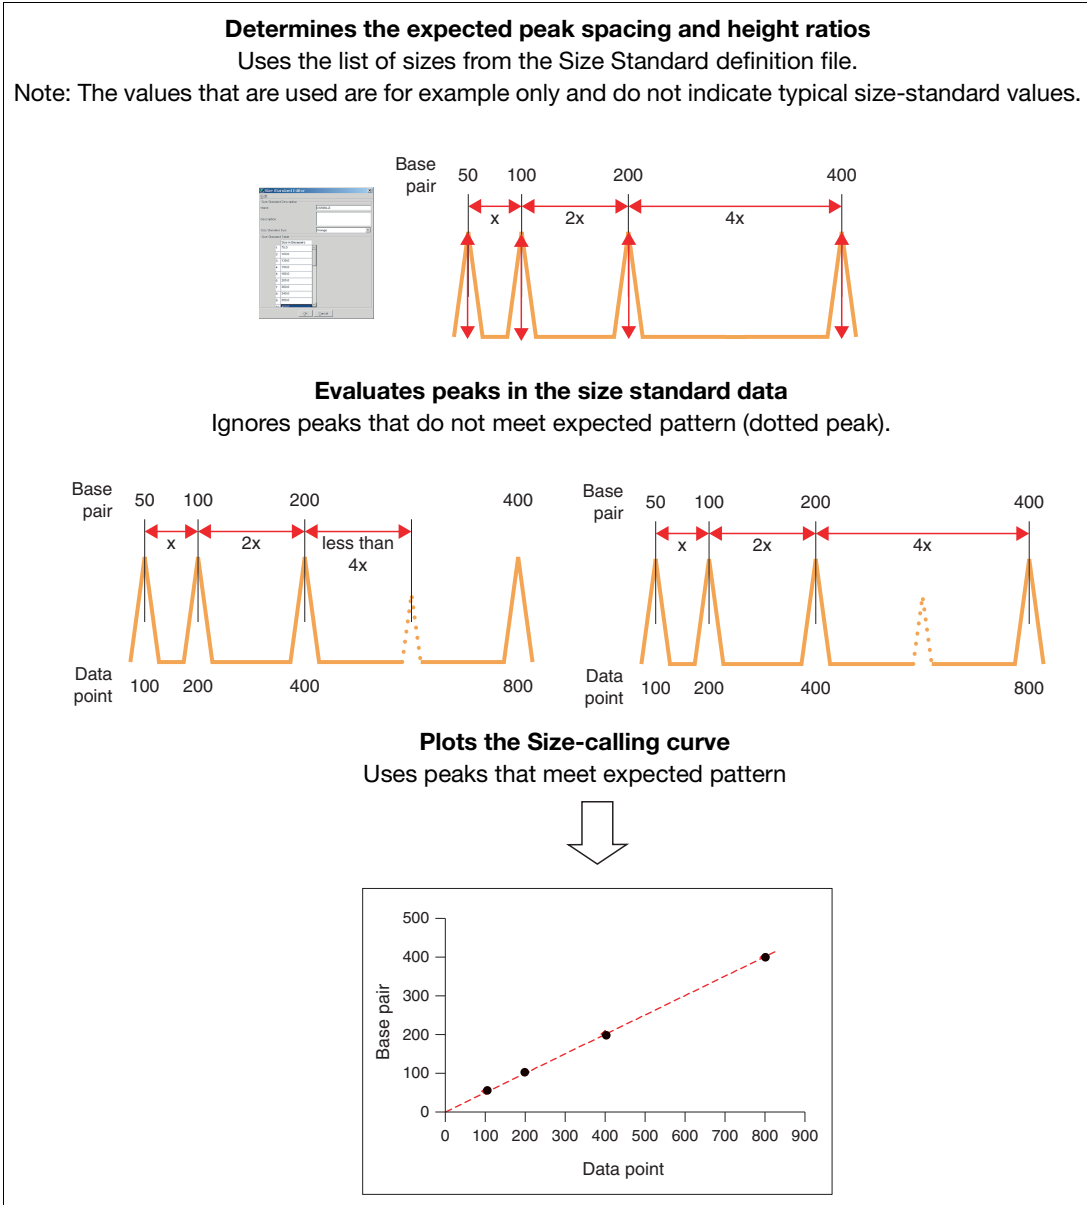 Determines the expected peak spacing and height ratios
Uses the list of sizes from the Size Standard definition file.
Note: The values that are used are for example only and do not indicate typical size-standard values.
Base pair 50 100 200 400
x 2x 4x
Evaluates peaks in the size standard data
Ignores peaks that do not meet expected pattern (dotted peak).
Base pair 50 100 200 400
x 2x less than 4x
Data point 100 200 400 800
Base pair 50 100 200 400
x 2x 4x
Data point 100 200 400 800
Plots the Size-calling curve
Uses peaks that meet expected pattern
500
400
300
200
100
0
Base pair
0 100 200 300 400 500 600 700 800 900
Data point